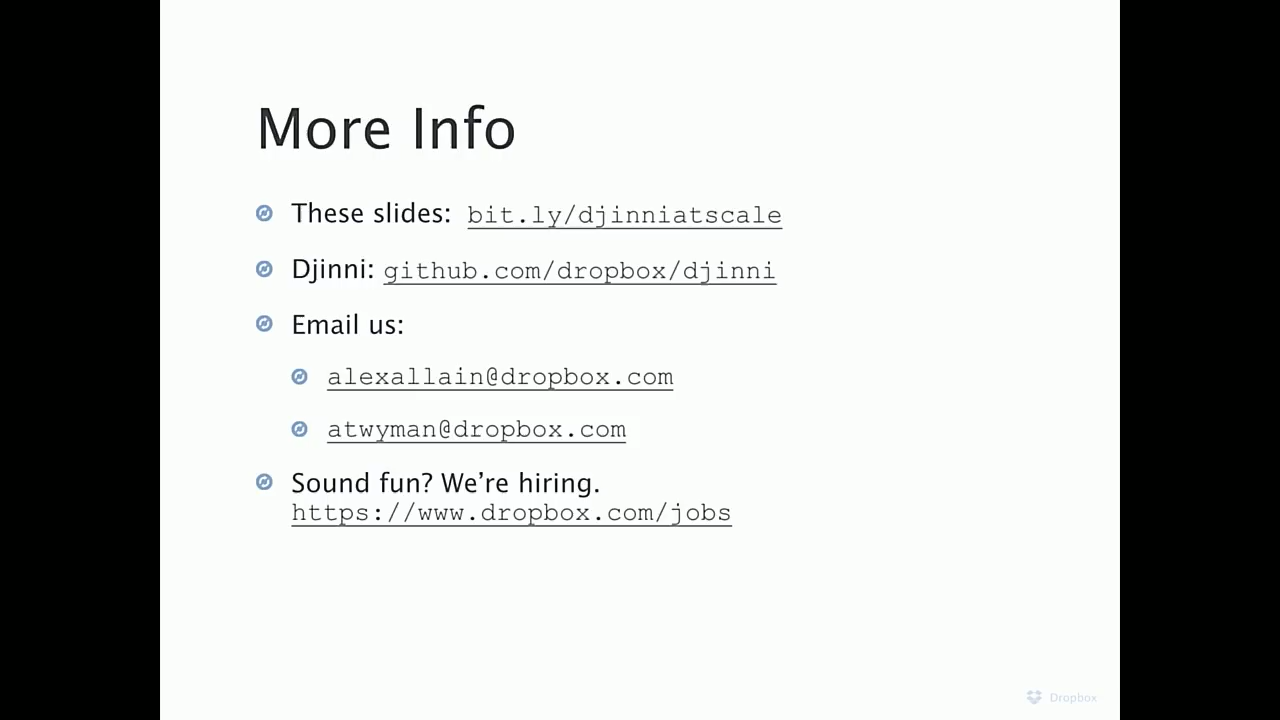 More Info
These slides: bit.ly/djinniatscale
Djinni: github.com/dropbox/djinni
Email us:
alexallain@dropbox.com
atwyman@dropbox.com
Sound fun? We’re hiring.
https://www.dropbox.com/jobs
Dropbox